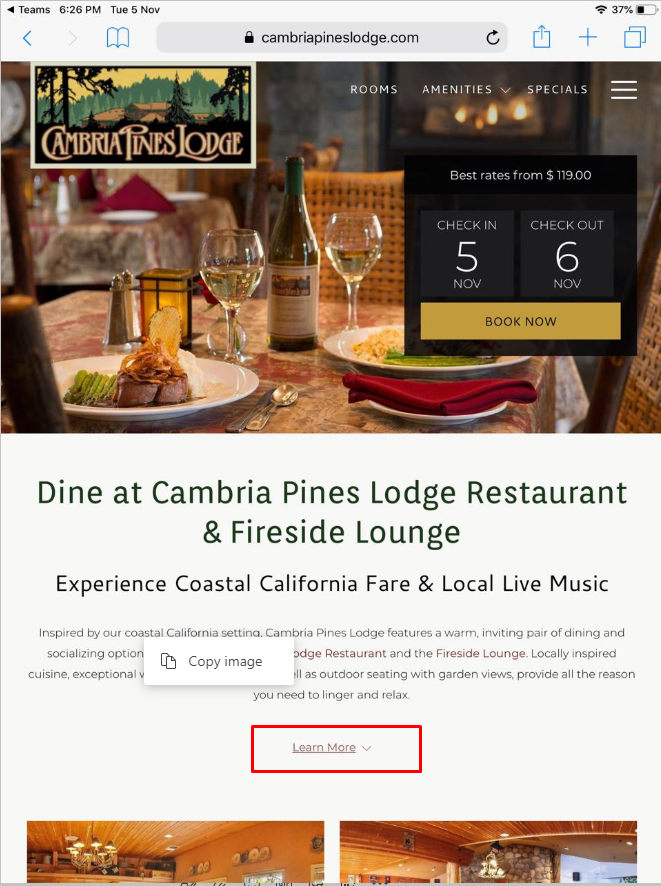 Teams 6:26 PM Tue 5 Nov 37%
cambriapineslodge.com
CAMBRIA PINES LODGE
ROOMS AMENITIES SPECIALS
Best rates from $ 119.00
CHECK IN CHECK OUT
5 6
NOV NOV
BOOK NOW
Dine at Cambria Pines Lodge Restaurant
& Fireside Lounge
Experience Coastal California Fare & Local Live Music
Inspired by our coastal California setting, Cambria Pines Lodge features a warm, inviting pair of dining and
socializing option odge Restaurant and the Fireside Lounge. Locally inspired
Copy image
cuisine, exceptional as outdoor seating with garden views, provide all the reason
you need to linger and relax.
Learn More